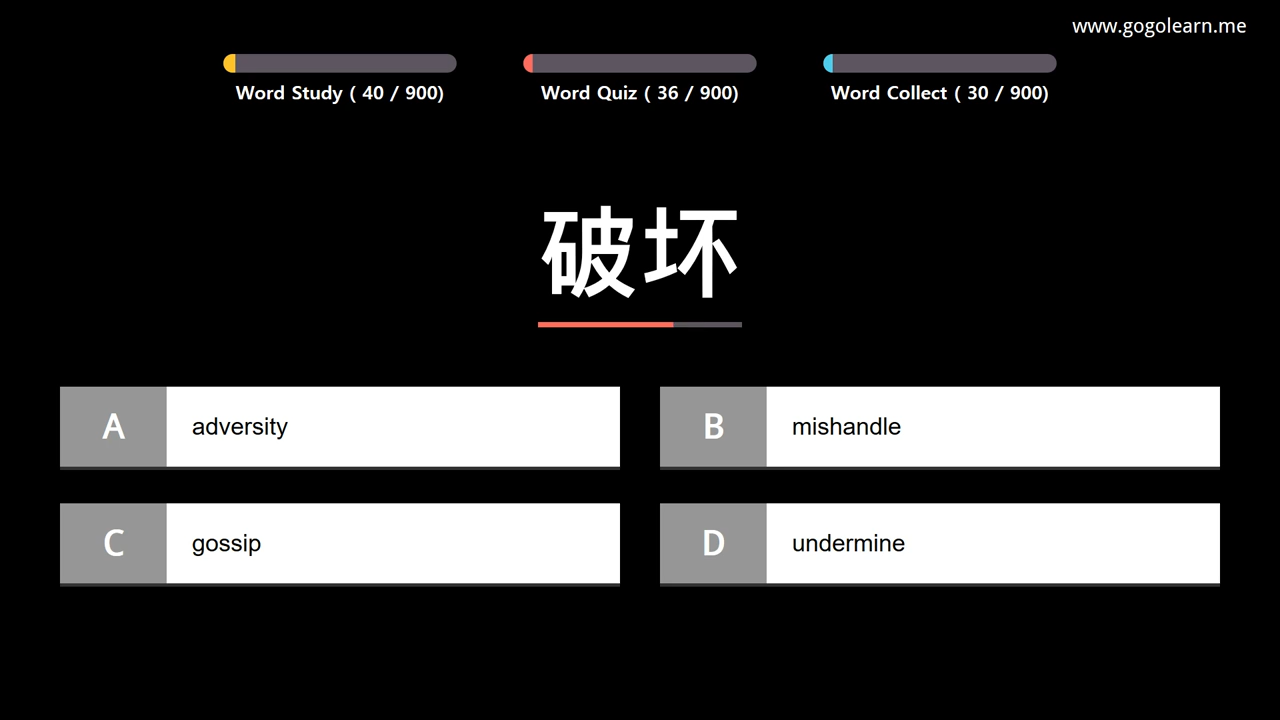 www.gogolearn.me
Word Study ( 40 / 900)
Word Quiz ( 36 / 900)
Word Collect ( 30 / 900)
破坏
A adversity
B mishandle
C gossip
D undermine